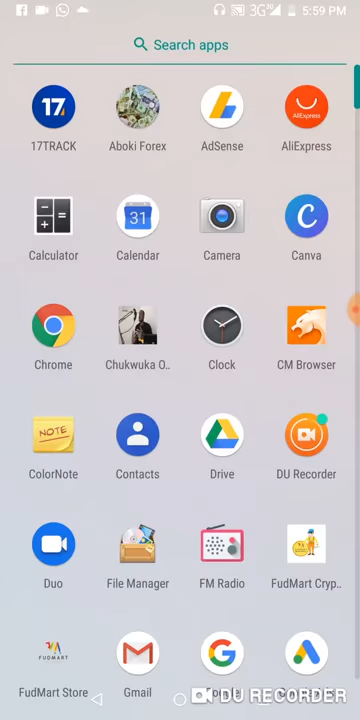 3G 3G 5:59 PM
Search apps
17
17TRACK Aboki Forex AdSense AliExpress
31
Calculator Calendar Camera Canva
Chrome Chukwuka O.. Clock CM Browser
NOTE
ColorNote Contacts Drive DU Recorder
Duo File Manager FM Radio FudMart Cryp..
FUDMART
FudMart Store Gmail
DU RECORDER